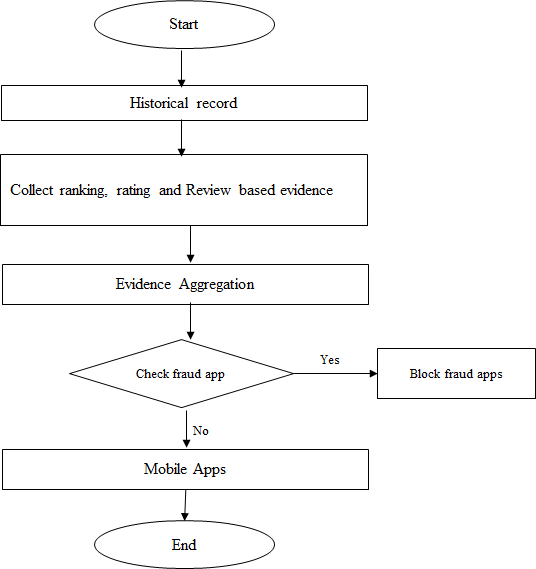 Start
Historical record
Collect ranking, rating and Review based evidence
Evidence Aggregation
Check fraud app
Yes
Block fraud apps
No
Mobile Apps
End